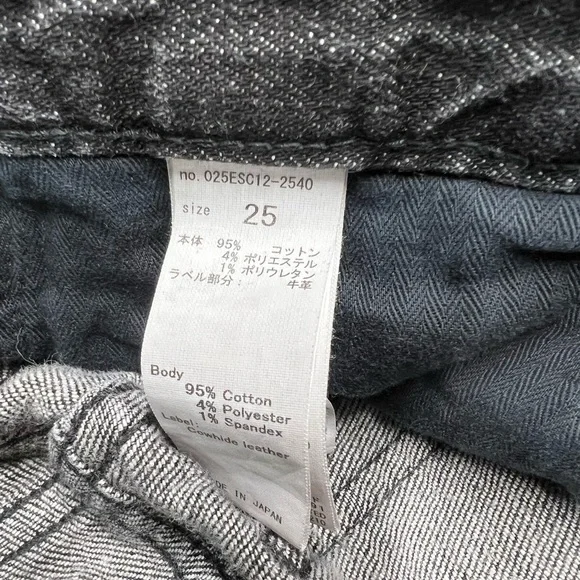 no. 025ESC12-2540
size 25
本体 95% コットン
4% ポリエステル
1% ポリウレタン
ラベル部分: 牛革
Body
95% Cotton
4% Polyester
1% Spandex
Label:
Cowhide leather
IN JAPAN